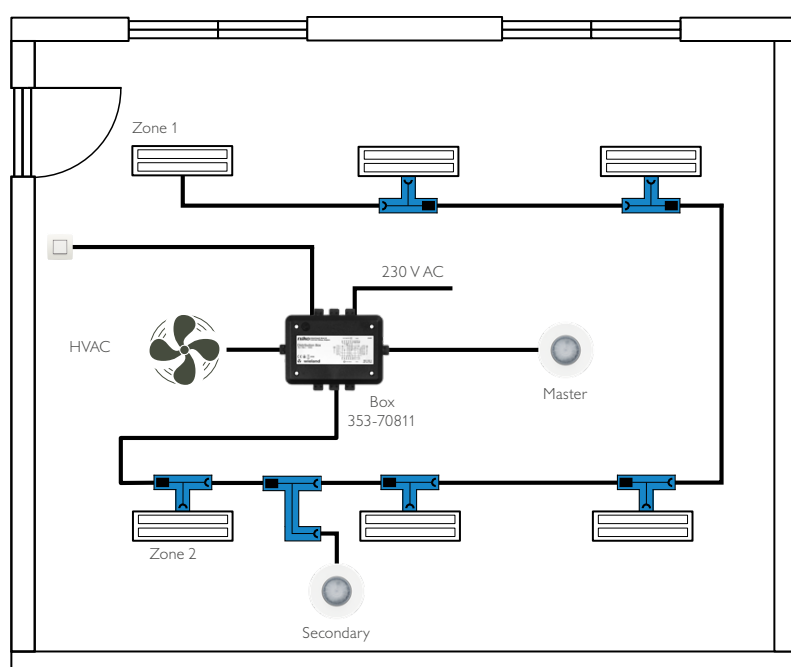 Zone 1
230 V AC
HVAC
Box
353-70811
Master
Zone 2
Secondary